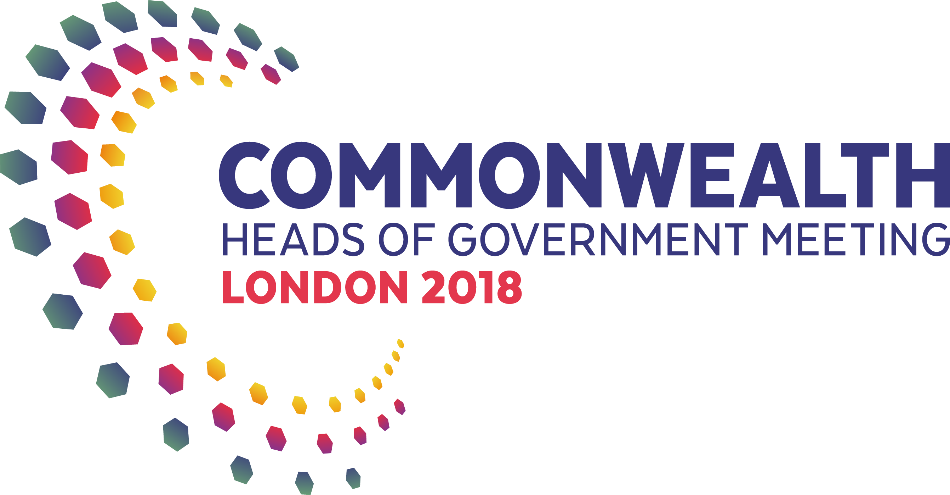 COMMONWEALTH
HEADS OF GOVERNMENT MEETING
LONDON 2018